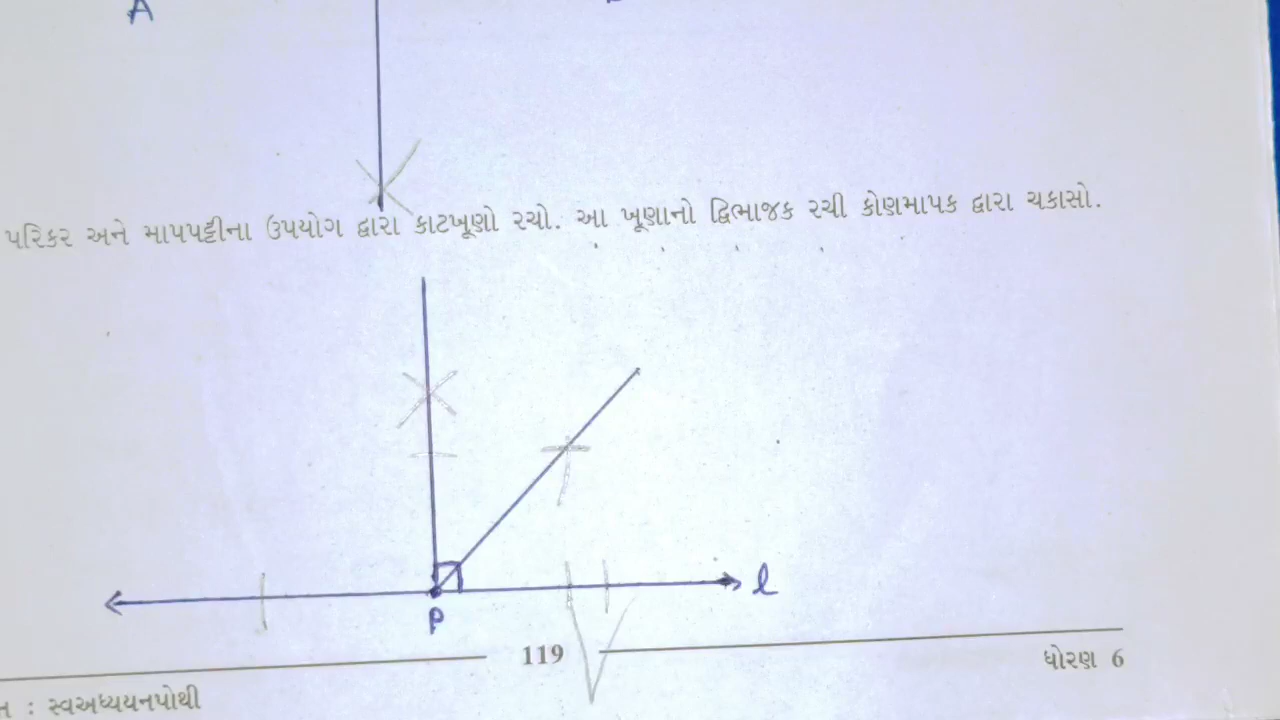 A
પરિકર અને માપપટ્ટીના ઉપયોગ દ્વારા કાટખૂણો રચો. આ ખૂણાનો દ્વિભાજક રચી કોણમાપક દ્વારા ચકાસો.
l
P
119
ધોરણ 6
: સ્વઅધ્યયનપોથી